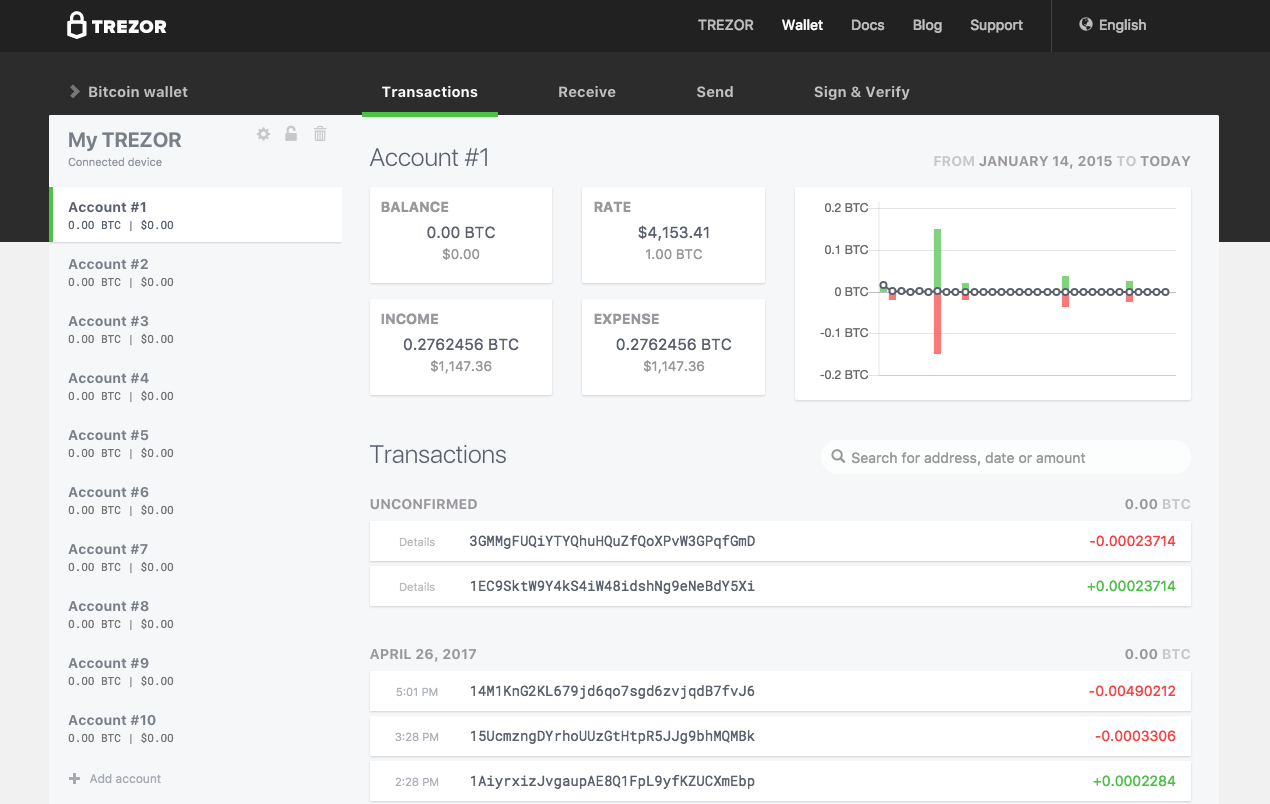 TREZOR
TREZOR Wallet Docs Blog Support English
Bitcoin wallet
Transactions Receive Send Sign & Verify
My TREZOR
Connected device
Account #1
0.00 BTC | $0.00
Account #2
0.00 BTC | $0.00
Account #3
0.00 BTC | $0.00
Account #4
0.00 BTC | $0.00
Account #5
0.00 BTC | $0.00
Account #6
0.00 BTC | $0.00
Account #7
0.00 BTC | $0.00
Account #8
0.00 BTC | $0.00
Account #9
0.00 BTC | $0.00
Account #10
0.00 BTC | $0.00
Add account
Account #1
FROM JANUARY 14, 2015 TO TODAY
BALANCE
0.00 BTC
$0.00
RATE
$4,153.41
1.00 BTC
INCOME
0.2762456 BTC
$1,147.36
EXPENSE
0.2762456 BTC
$1,147.36
0.2 BTC
0.1 BTC
0 BTC
-0.1 BTC
-0.2 BTC
Transactions
Search for address, date or amount
UNCONFIRMED 0.00 BTC
Details 3GMMgFUQiYTYQhuHQuZfQoXPvW3GPqfGmD -0.00023714
Details 1EC9SktW9Y4kS4iW48idshNg9eNeBdY5Xi +0.00023714
APRIL 26, 2017 0.00 BTC
5:01 PM 14M1KnG2KL679jd6qo7sgd6zvjqdB7fvJ6 -0.00490212
3:28 PM 15UcmzngDYrhoUUzGtHtpR5JJg9bhMQMBk -0.0003306
2:28 PM 1AiyrxizJvgaupAE8Q1FpL9yfKZUCXmEbp +0.0002284